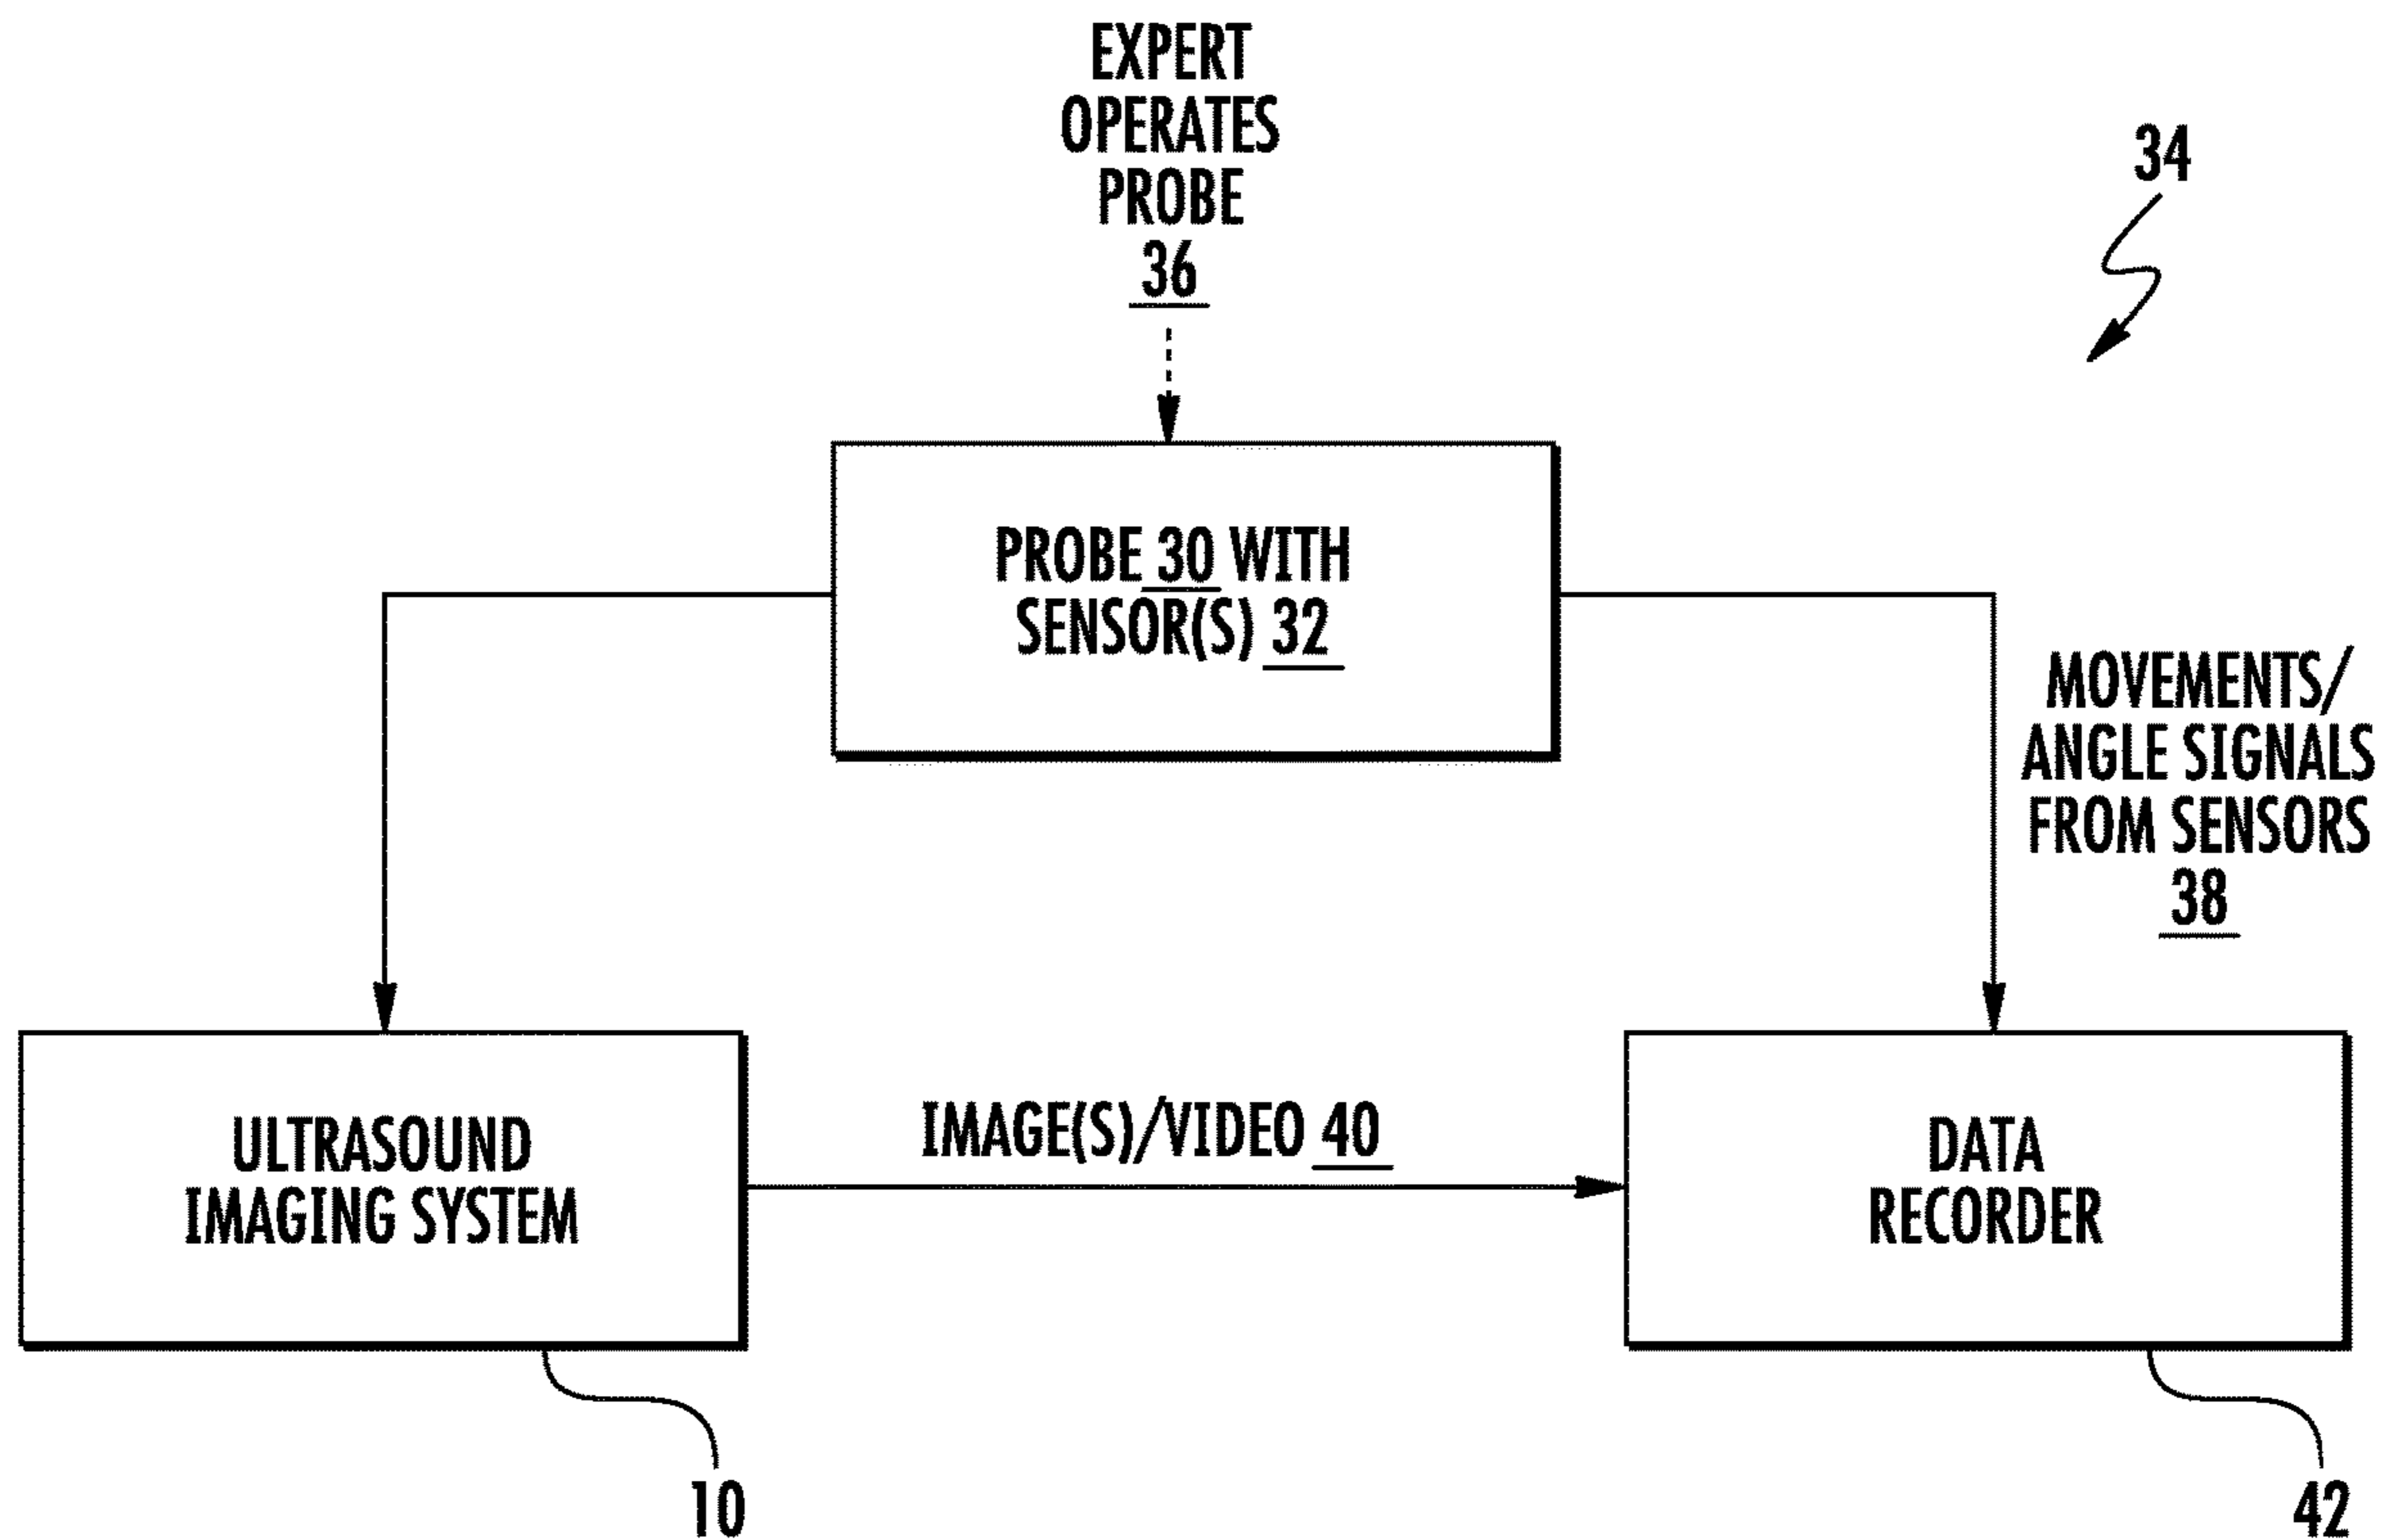 EXPERT
OPERATES
PROBE
36
34
PROBE 30 WITH
SENSOR(S) 32
MOVEMENTS/
ANGLE SIGNALS
FROM SENSORS
38
ULTRASOUND
IMAGING SYSTEM
IMAGE(S)/VIDEO 40
DATA
RECORDER
10
42